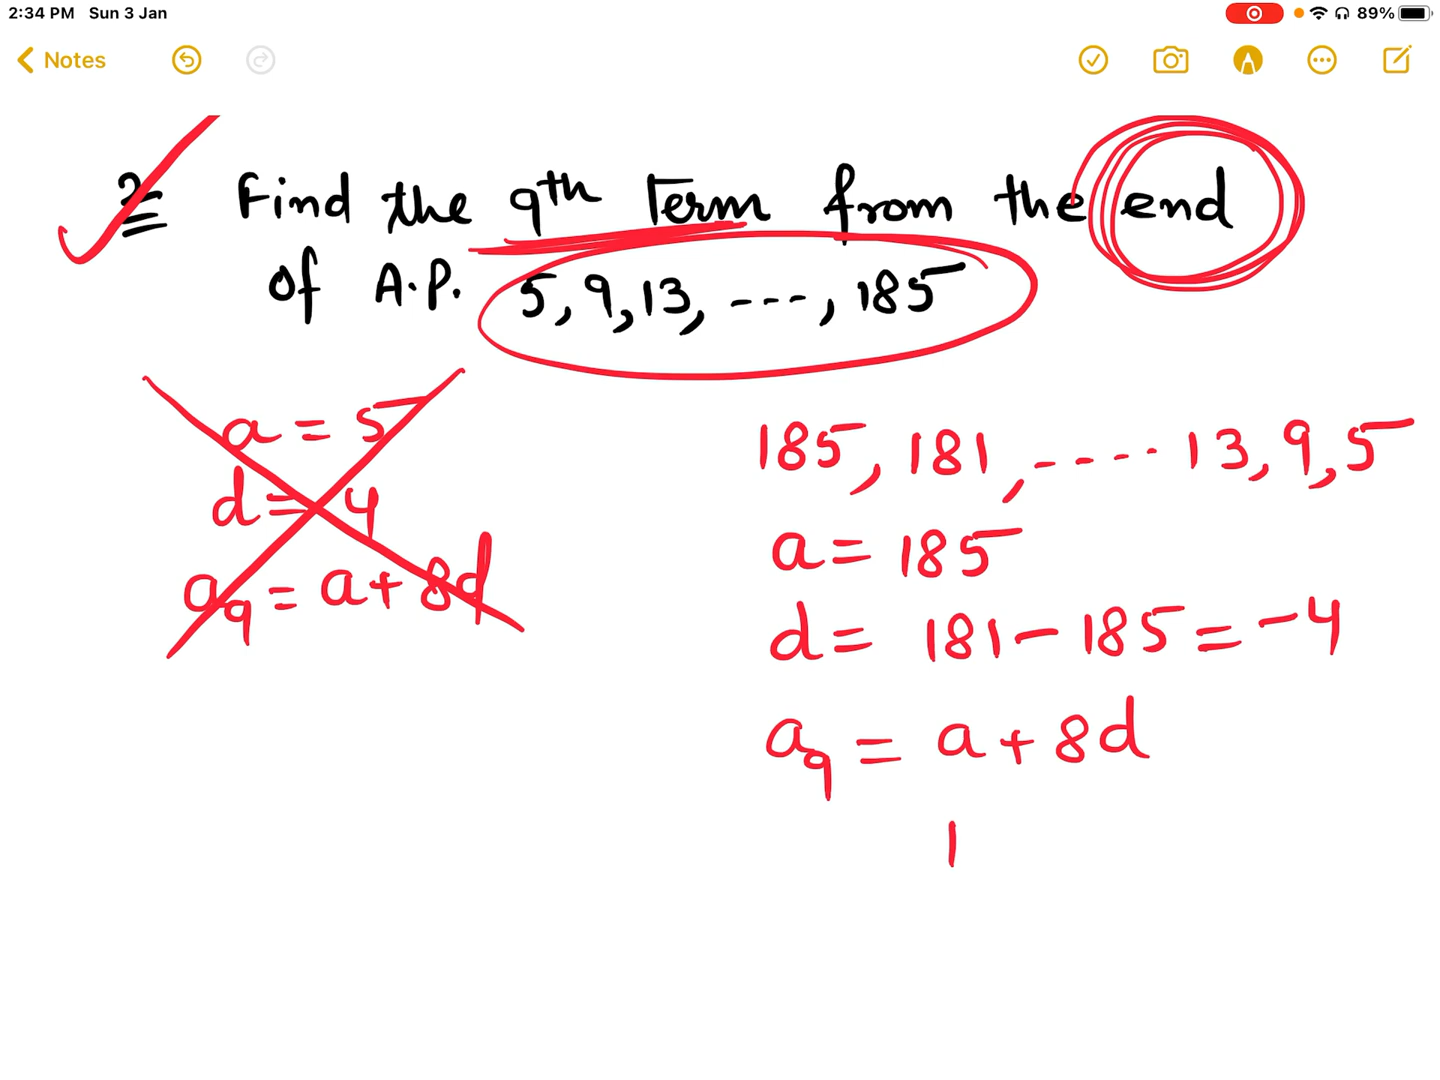 2:34 PM Sun 3 Jan 89%
Notes
2 Find the 9th Term from the end
of A.P. 5, 9, 13, ----, 185
a = 5
d = 4
a9 = a + 8d
185, 181, ---- 13, 9, 5
a = 185
d = 181 - 185 = -4
a9 = a + 8d
1